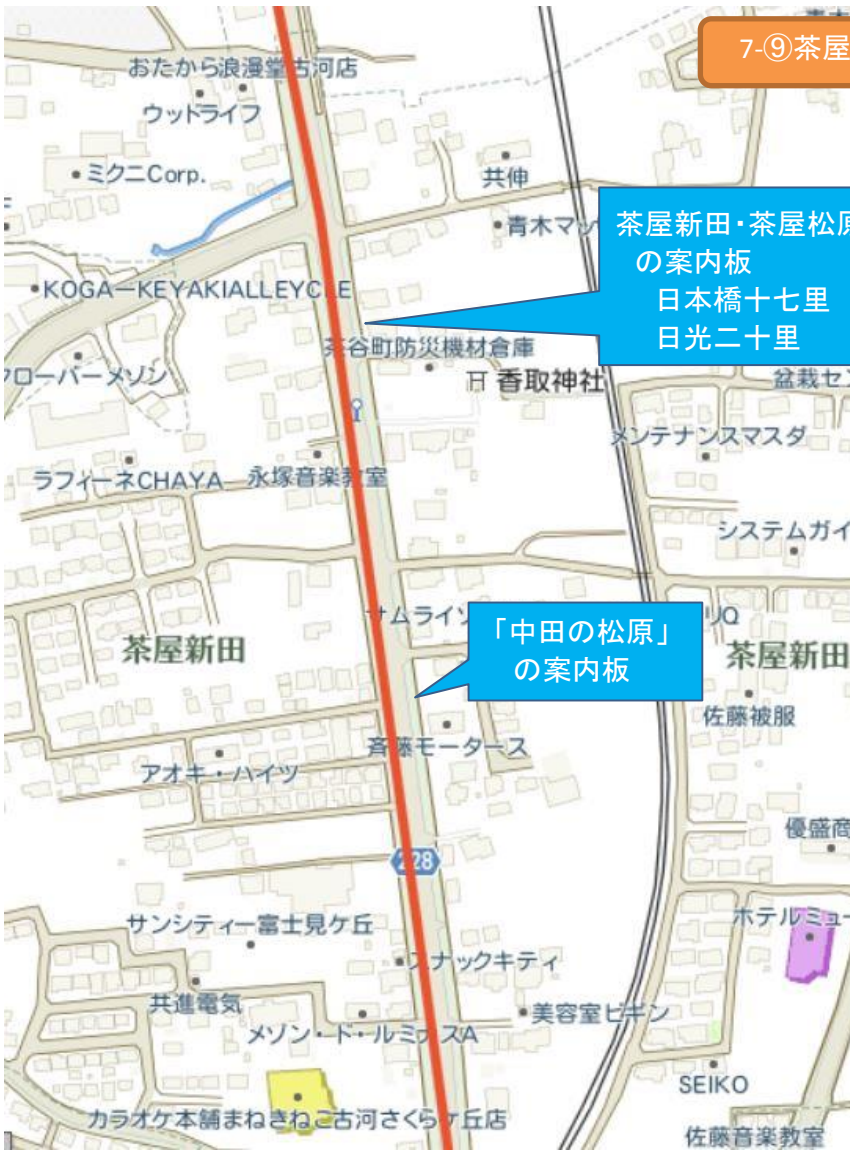 7-⑨茶屋
おたから浪漫堂古河店
ウットライフ
ミクニCorp.
共伸
青木マッ
茶屋新田・茶屋松原
の案内板
日本橋十七里
日光二十里
KOGA-KEYAKIALLEYCLE
茶谷町防災機材倉庫
クローバーメゾン
香取神社
盆栽セン
メンテナンスマスダ
ラフィーネCHAYA
永塚音楽教室
システムガイ
サムライソ
「中田の松原」
の案内板
茶屋新田
茶屋新田
佐藤被服
斉藤モータース
アオキ・ハイツ
優盛商
228
サンシティー富士見ケ丘
ホテルミュー
スナックキティ
共進電気
美容室ビギン
メゾン・ド・ルミエスA
SEIKO
カラオケ本舗まねきねこ古河さくらケ丘店
佐藤音楽教室